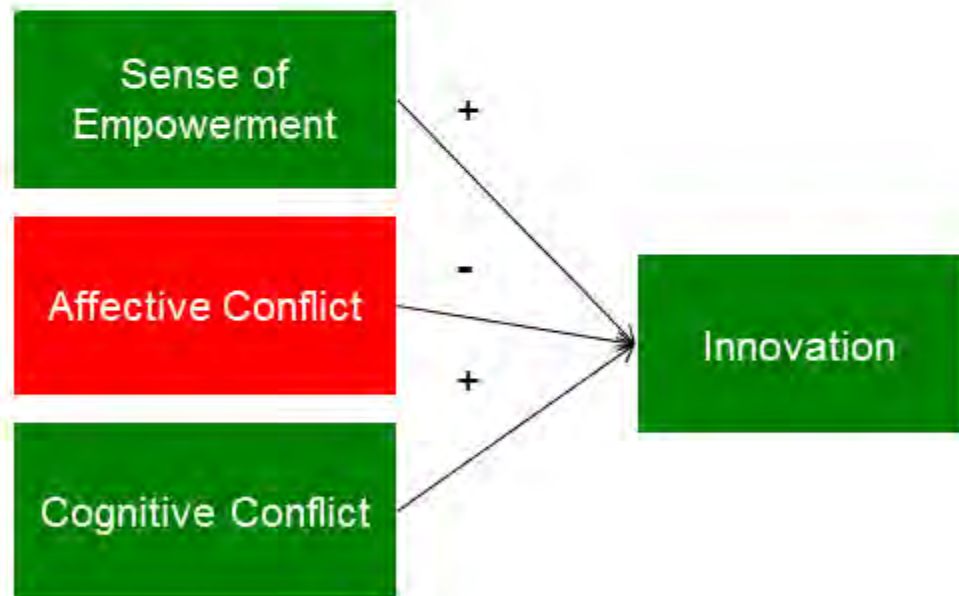 Sense of
Empowerment
+
-
Affective Conflict
Innovation
+
Cognitive Conflict